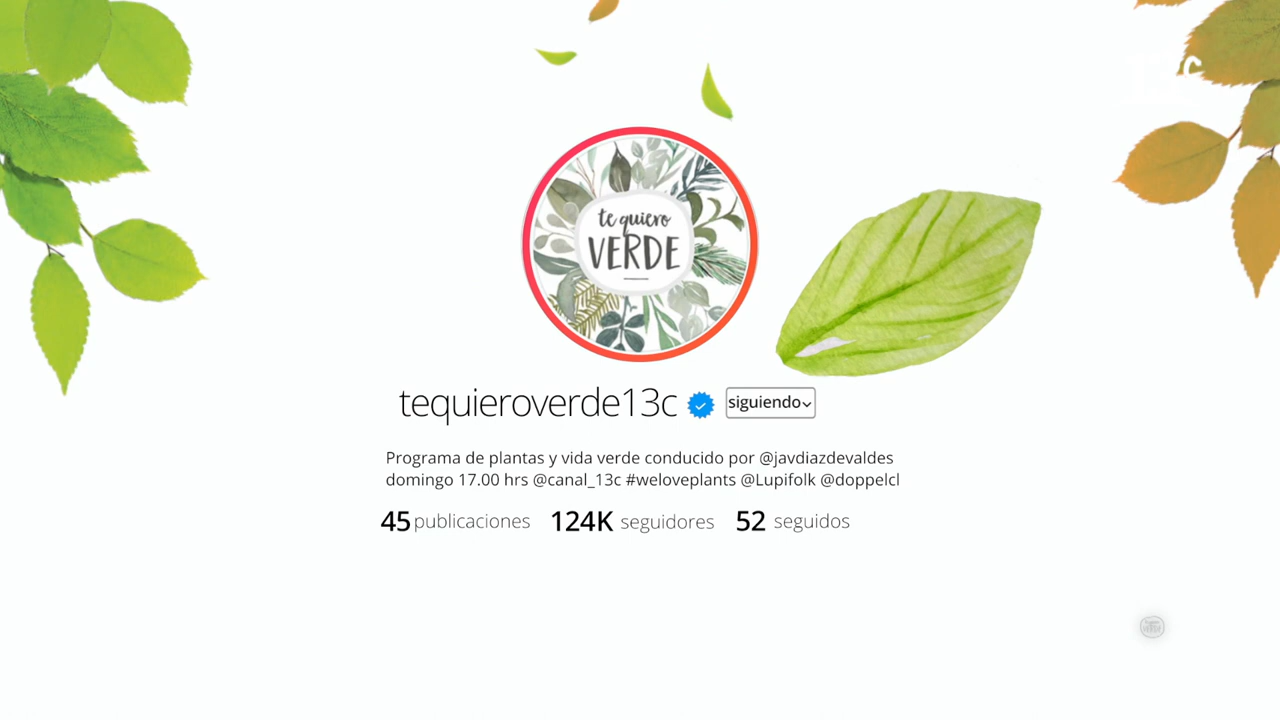 13c
te quiero
VERDE
tequieroverde13c
siguiendo
Programa de plantas y vida verde conducido por @javdiazdevaldes
domingo 17.00 hrs @canal_13c #weloveplants @Lupifolk @doppelcl
45 publicaciones 124K seguidores 52 seguidos